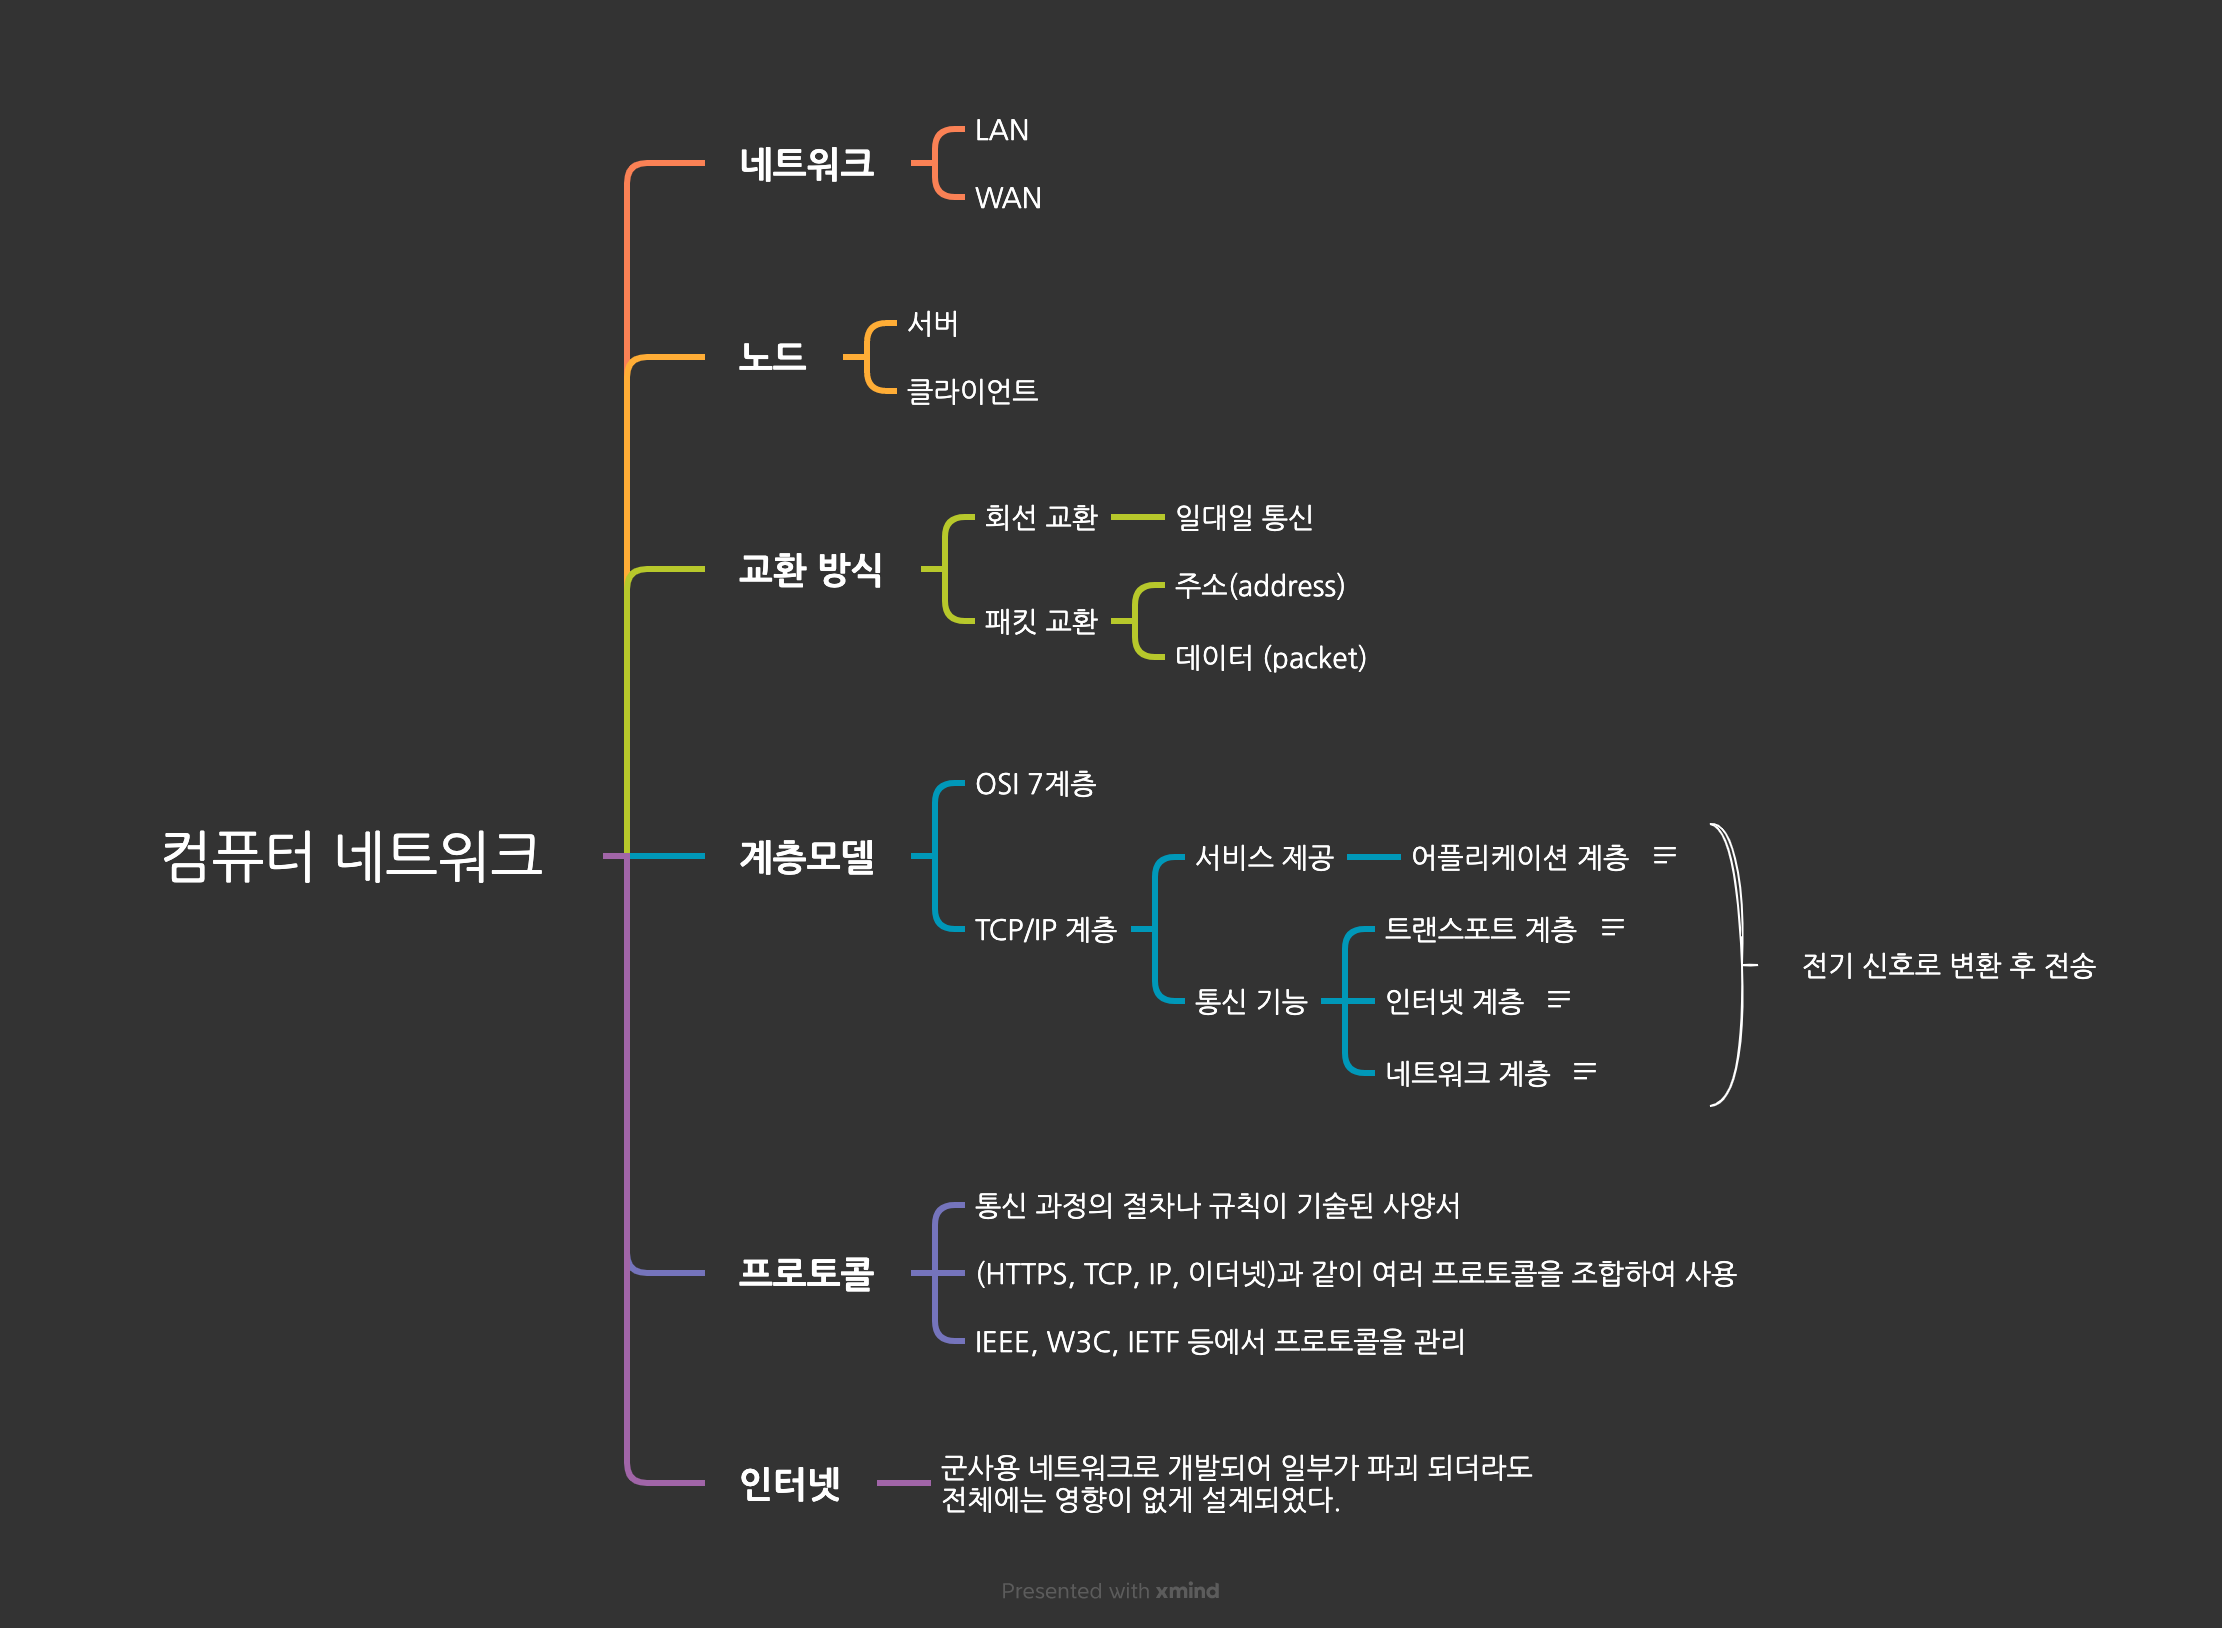 컴퓨터 네트워크
네트워크
LAN
WAN
노드
서버
클라이언트
교환 방식
회선 교환
일대일 통신
패킷 교환
주소(address)
데이터 (packet)
계층모델
OSI 7계층
TCP/IP 계층
서비스 제공
어플리케이션 계층
통신 기능
트랜스포트 계층
인터넷 계층
네트워크 계층
전기 신호로 변환 후 전송
프로토콜
통신 과정의 절차나 규칙이 기술된 사양서
(HTTPS, TCP, IP, 이더넷)과 같이 여러 프로토콜을 조합하여 사용
IEEE, W3C, IETF 등에서 프로토콜을 관리
인터넷
군사용 네트워크로 개발되어 일부가 파괴 되더라도
전체에는 영향이 없게 설계되었다.
Presented with xmind